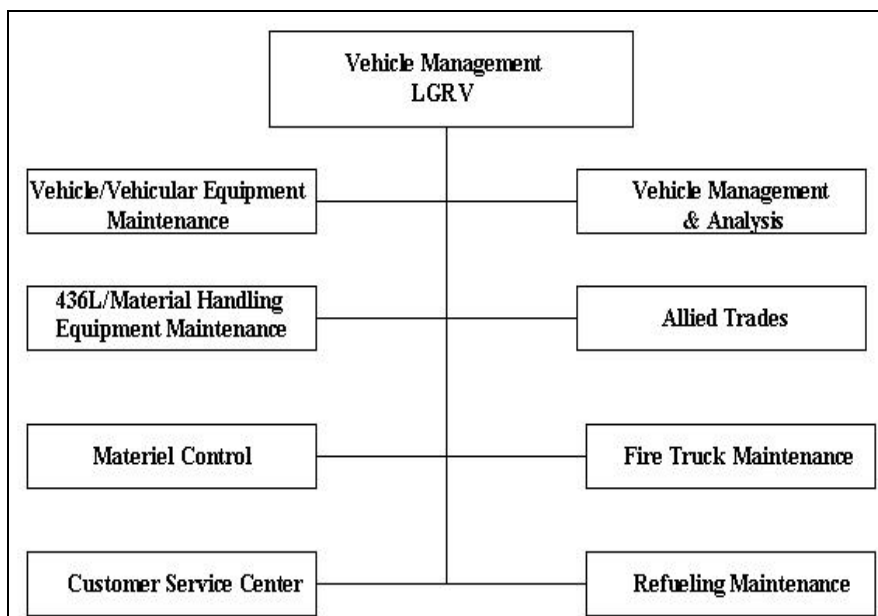 Vehicle Management
LGRV
Vehicle/Vehicular Equipment
Maintenance
Vehicle Management
& Analysis
436L/Material Handling
Equipment Maintenance
Allied Trades
Materiel Control
Fire Truck Maintenance
Customer Service Center
Refueling Maintenance